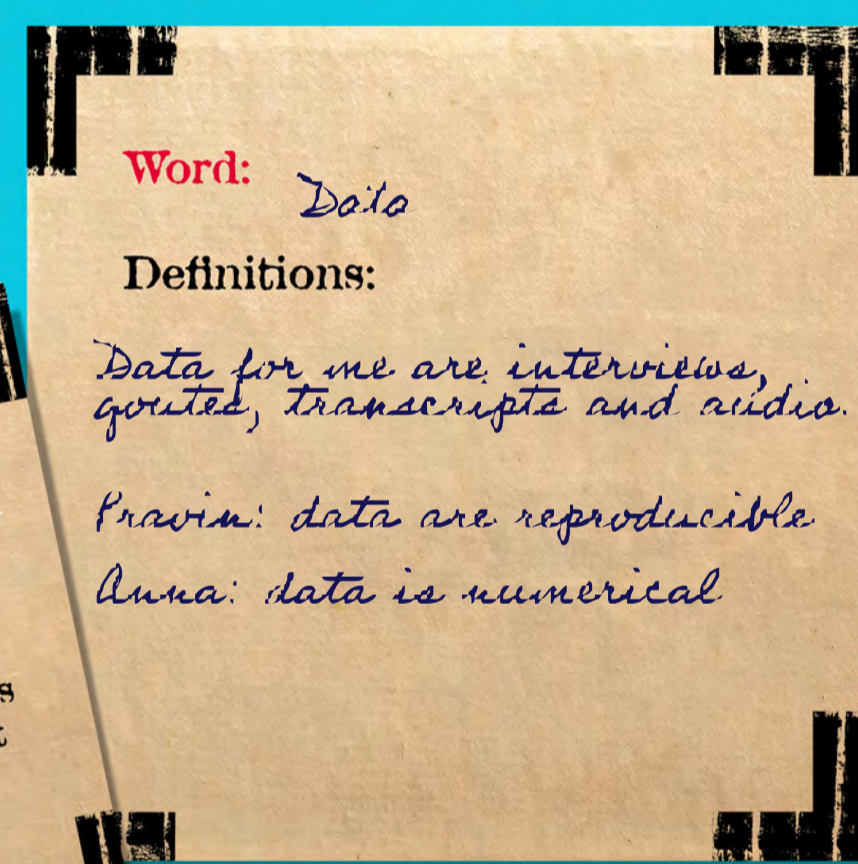 Word: Data
Definitions:
Data for me are interviews,
qoutes, transcripts and audio.
Pravin: data are reproducible
Anna: data is numerical
s